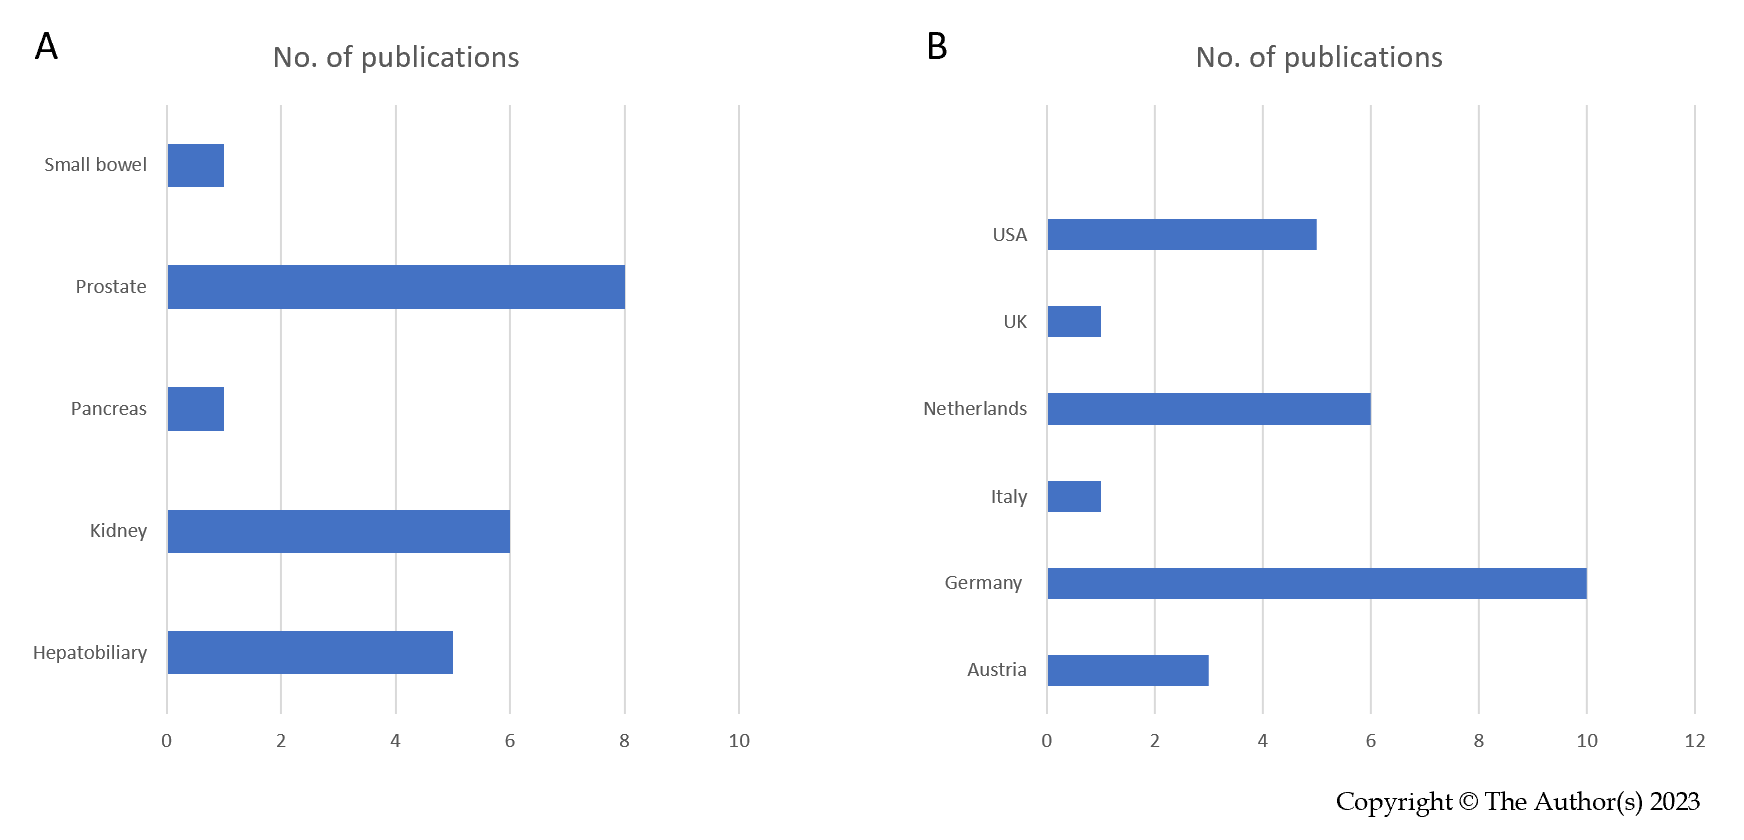 A
No. of publications
Small bowel
Prostate
Pancreas
Kidney
Hepatobiliary
0 2 4 6 8 10
B
No. of publications
USA
UK
Netherlands
Italy
Germany
Austria
0 2 4 6 8 10 12
Copyright © The Author(s) 2023